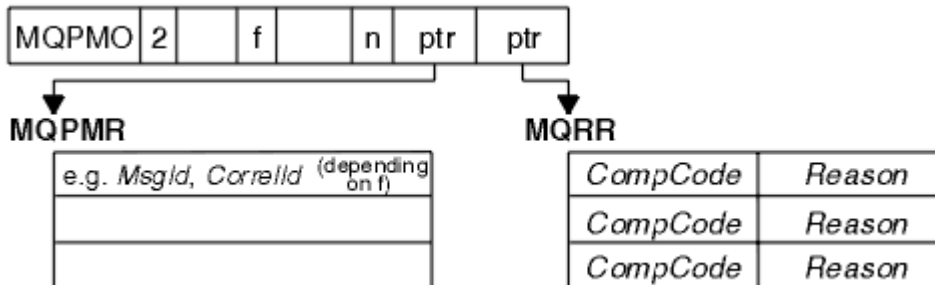 MQPMO 2 f n ptr ptr
MQPMR MQRR
e.g. MsgId, CorrelId (depending on f) CompCode Reason
CompCode Reason
CompCode Reason